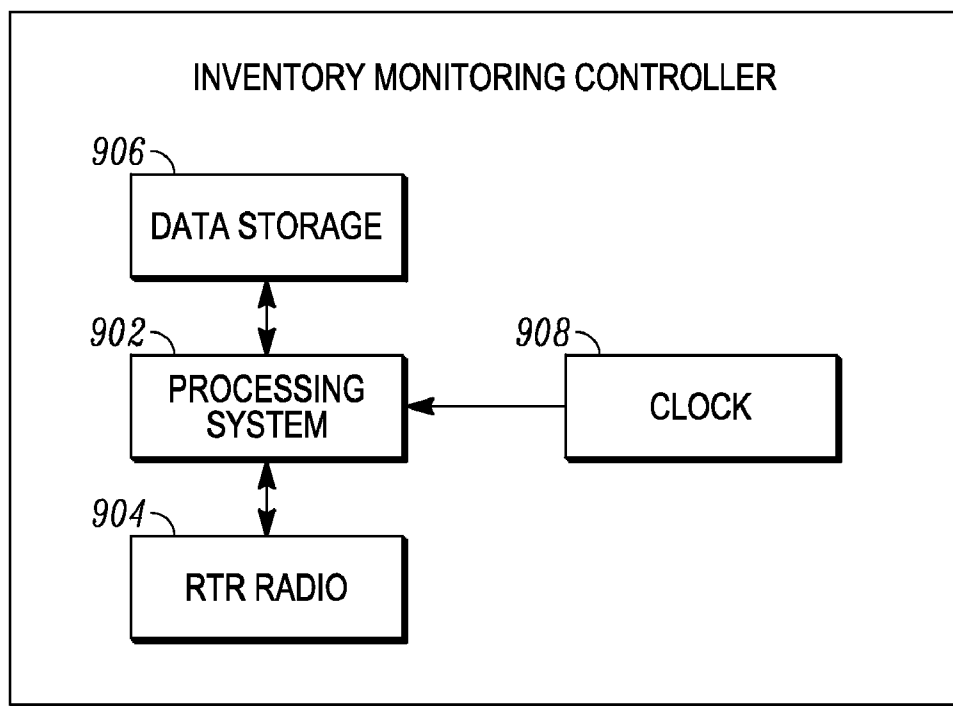 INVENTORY MONITORING CONTROLLER
906
DATA STORAGE
902
PROCESSING
SYSTEM
908
CLOCK
904
RTR RADIO